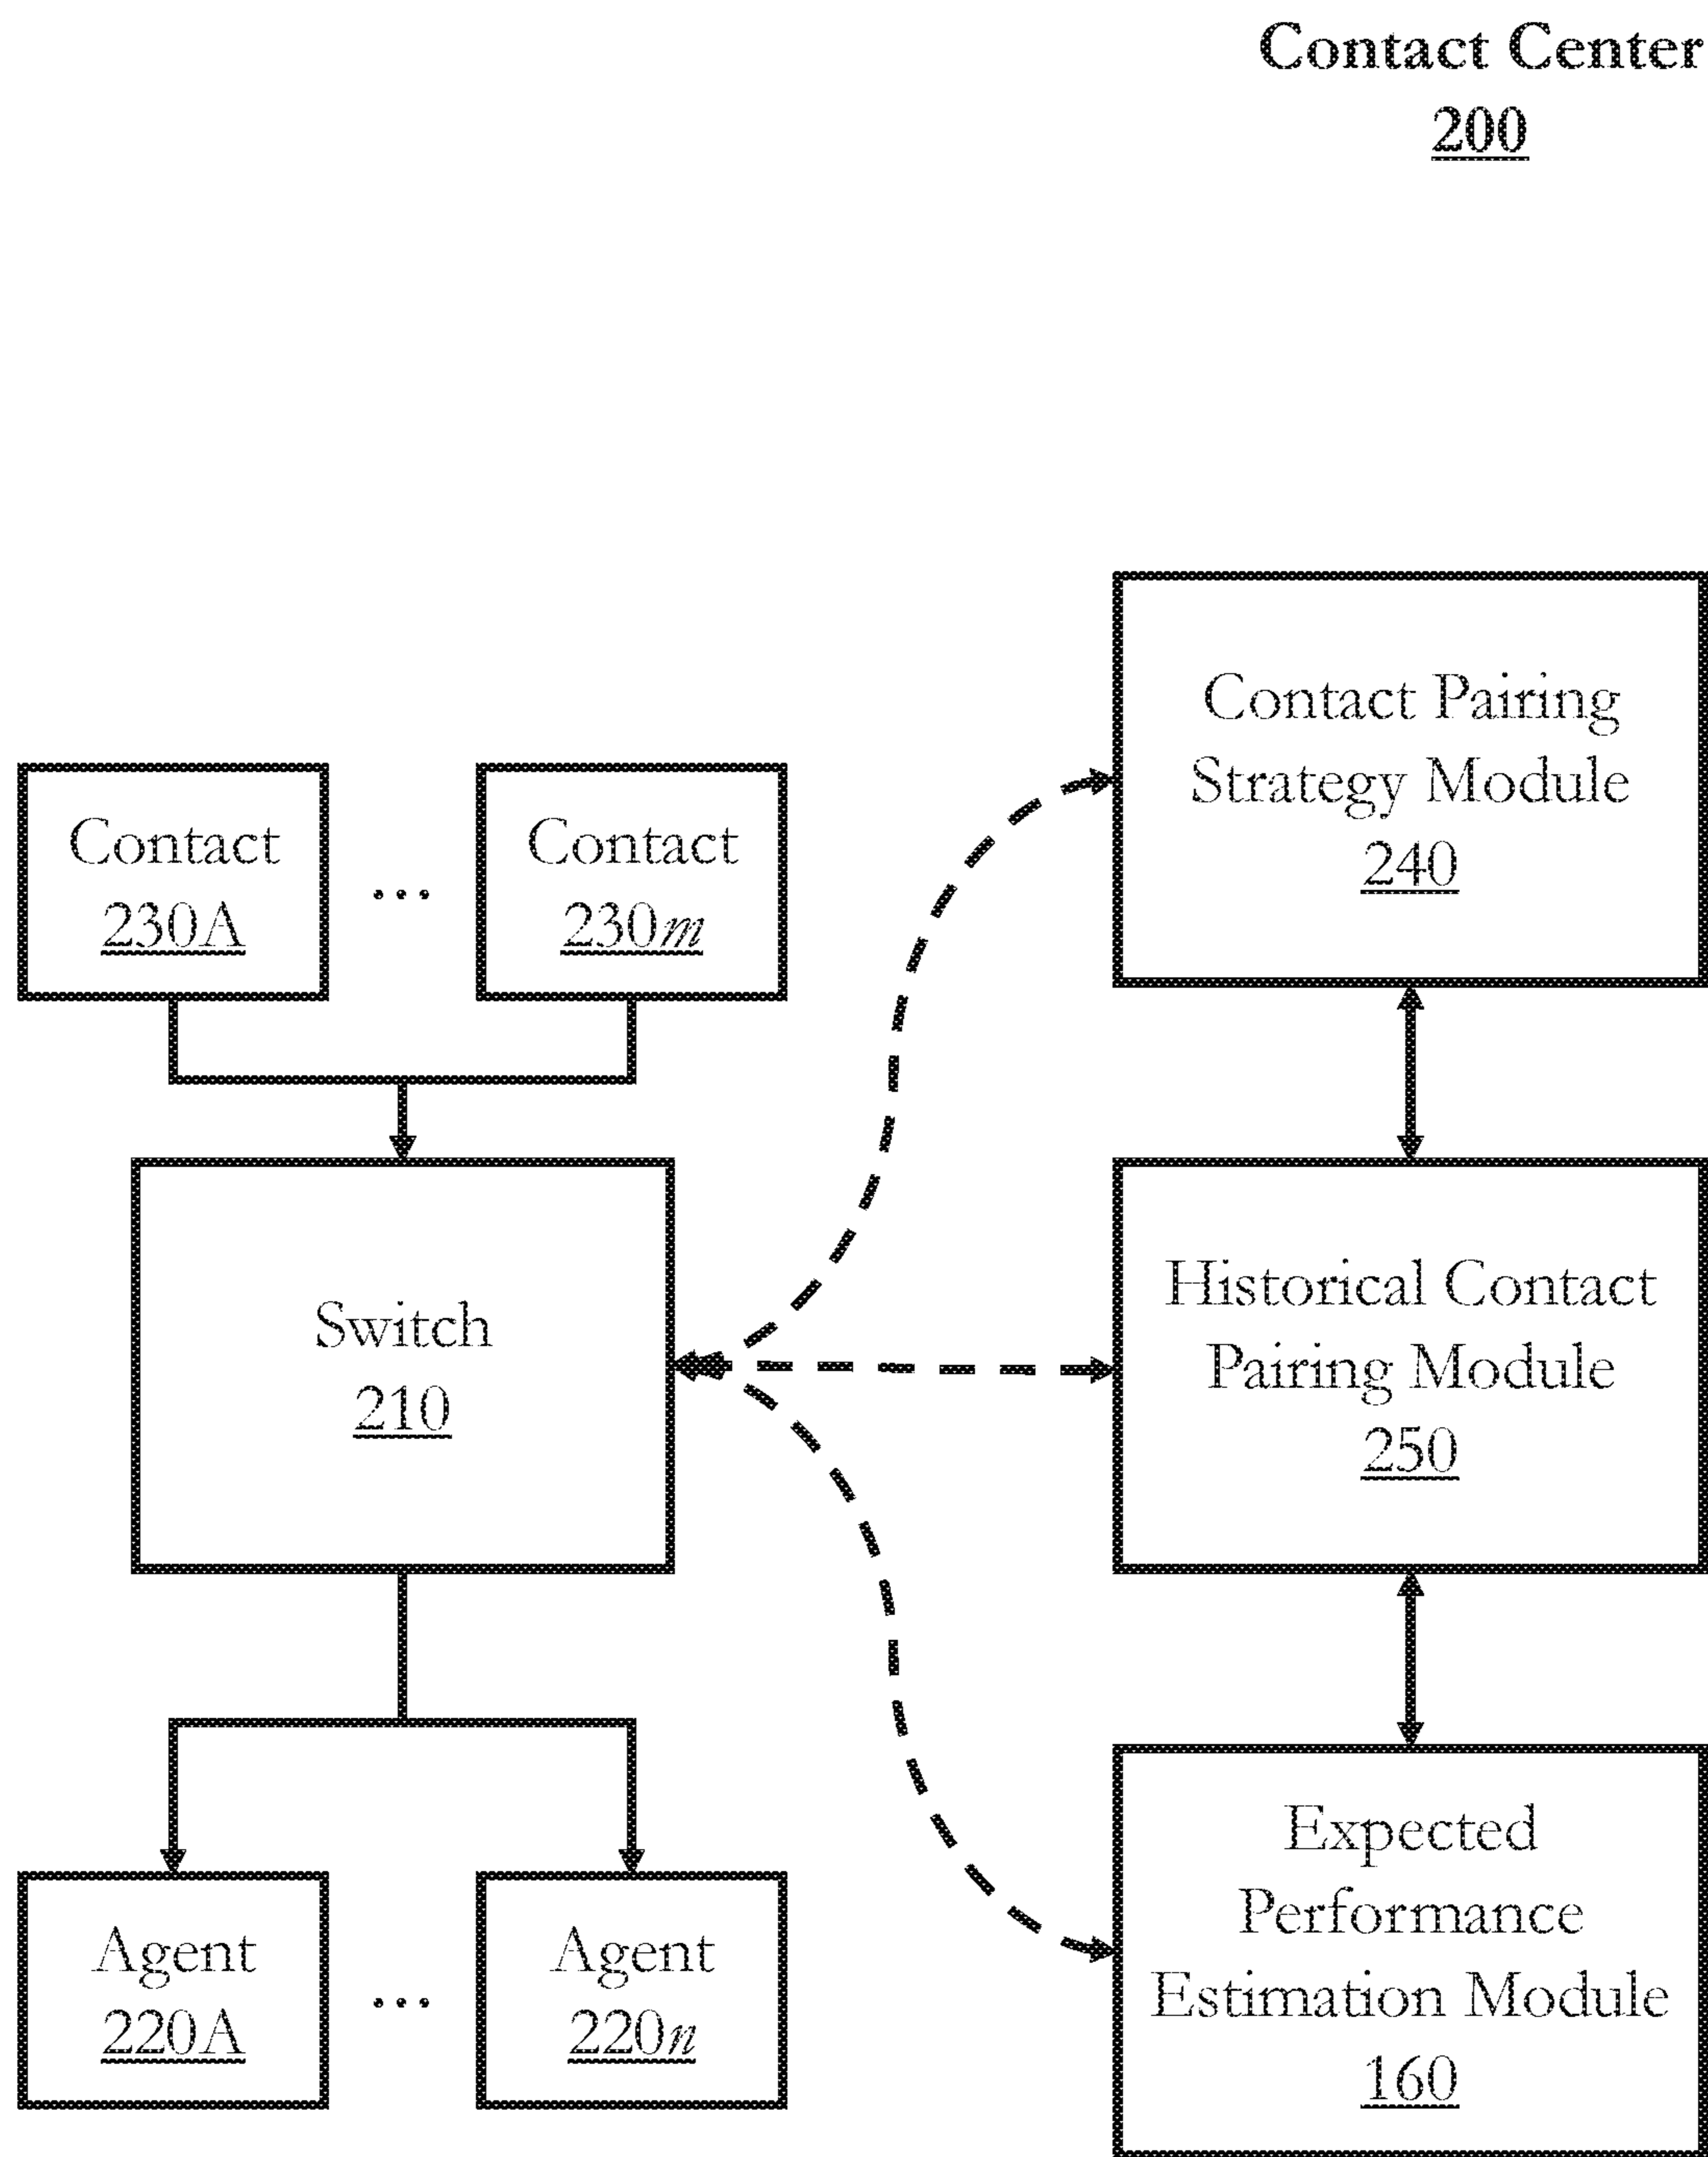 Contact Center
200
Contact Pairing
Strategy Module
240
Contact
230A
...
Contact
230m
Switch
210
Historical Contact
Pairing Module
250
Agent
220A
...
Agent
220n
Expected
Performance
Estimation Module
160